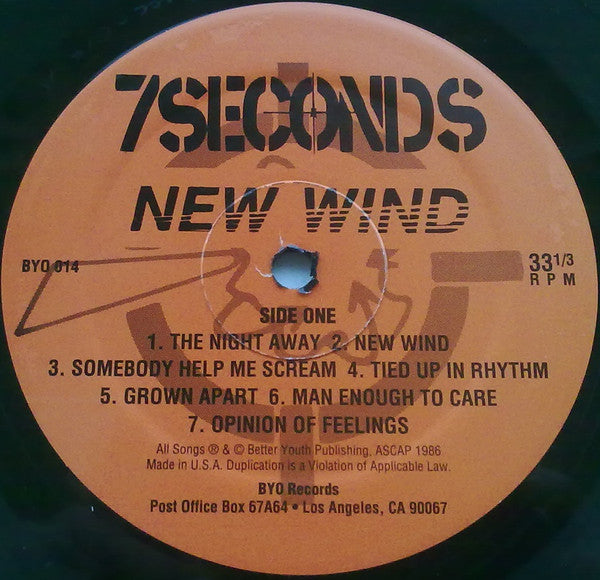 7SECONDS
NEW WIND
BYO 014
33 1/3
RPM
SIDE ONE
1. THE NIGHT AWAY 2. NEW WIND
3. SOMEBODY HELP ME SCREAM 4. TIED UP IN RHYTHM
5. GROWN APART 6. MAN ENOUGH TO CARE
7. OPINION OF FEELINGS
All Songs ® & © Better Youth Publishing, ASCAP 1986
Made in U.S.A. Duplication is a Violation of Applicable Law.
BYO Records
Post Office Box 67A64 • Los Angeles, CA 90067